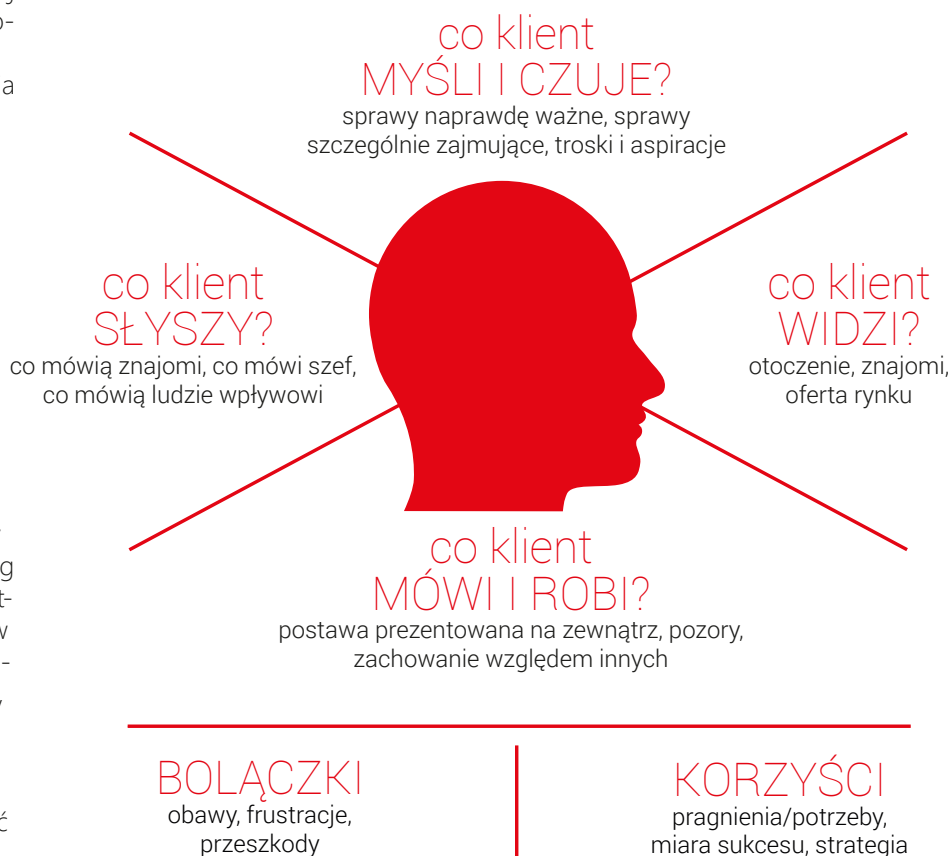 co klient
MYŚLI I CZUJE?
sprawy naprawdę ważne, sprawy
szczególnie zajmujące, troski i aspiracje
co klient
SŁYSZY?
co mówią znajomi, co mówi szef,
co mówią ludzie wpływowi
co klient
WIDZI?
otoczenie, znajomi,
oferta rynku
co klient
MÓWI I ROBI?
postawa prezentowana na zewnątrz, pozory,
zachowanie względem innych
BOLĄCZKI
obawy, frustracje,
przeszkody
KORZYŚCI
pragnienia/potrzeby,
miara sukcesu, strategia